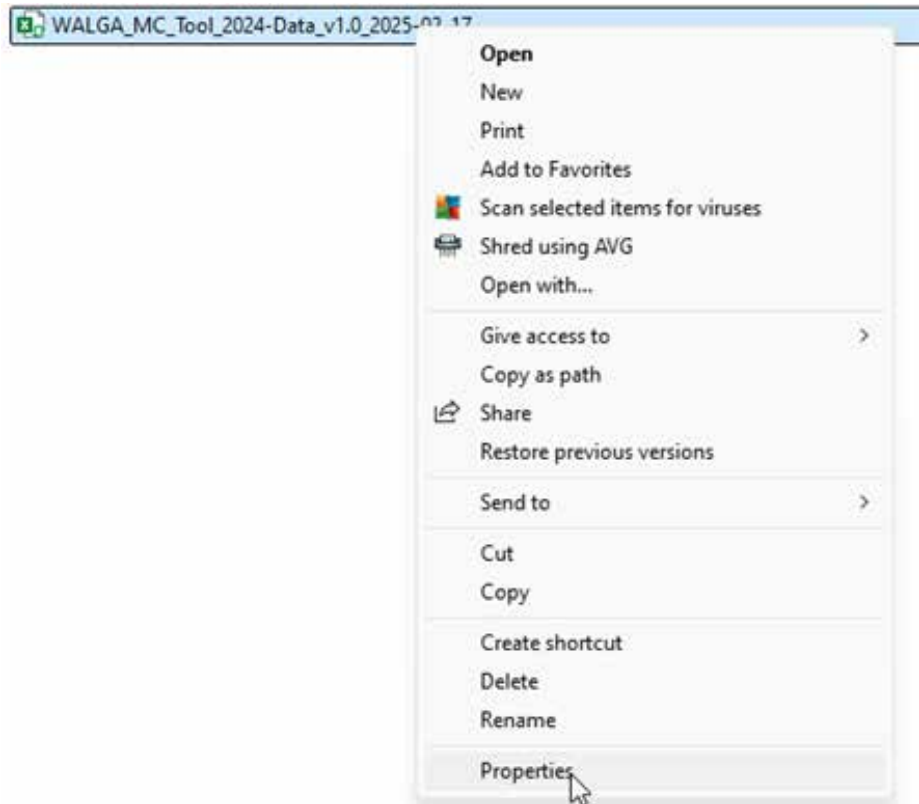 WALGA_MC_Tool_2024-Data_v1.0_2025-02-17
Open
New
Print
Add to Favorites
Scan selected items for viruses
Shred using AVG
Open with...
Give access to
Copy as path
Share
Restore previous versions
Send to
Cut
Copy
Create shortcut
Delete
Rename
Properties